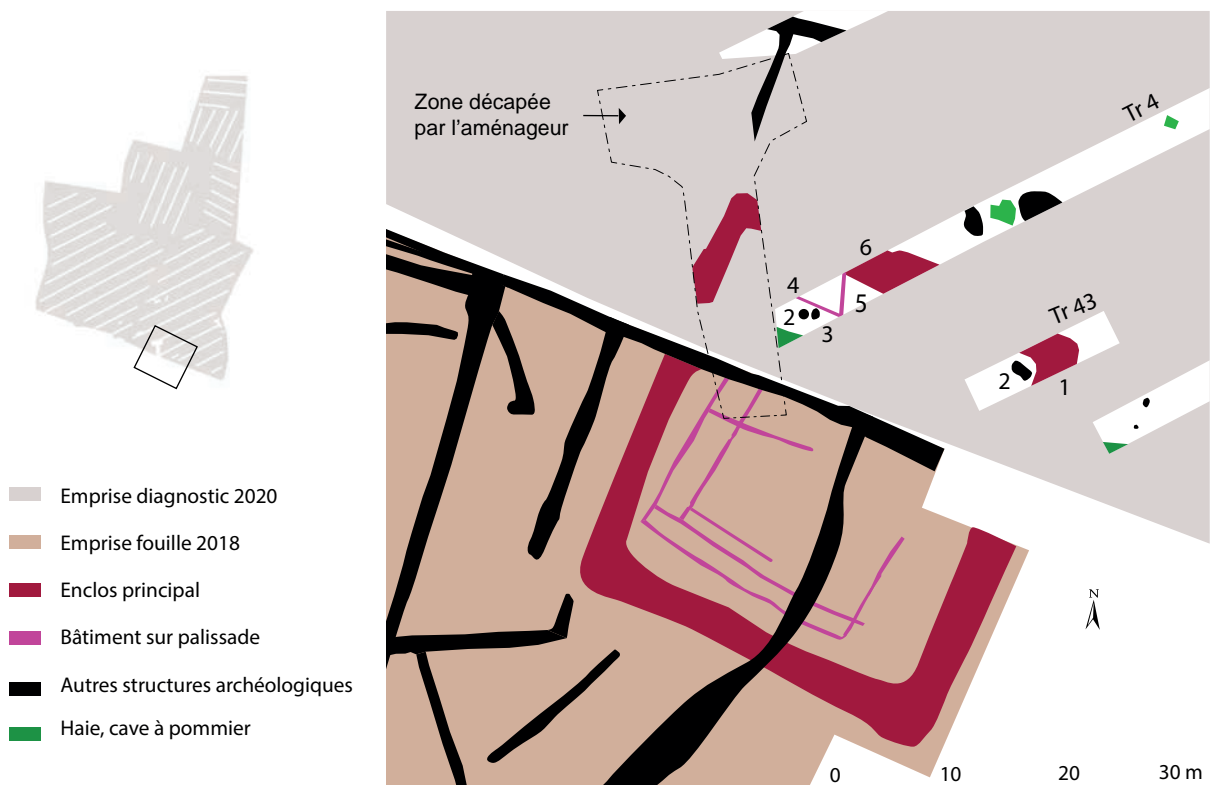 Zone décapée
par l'aménageur
Tr 4
6
4
5
2
3
Tr 43
2
1
Emprise diagnostic 2020
Emprise fouille 2018
Enclos principal
Bâtiment sur palissade
Autres structures archéologiques
Haie, cave à pommier
N
0 10 20 30 m